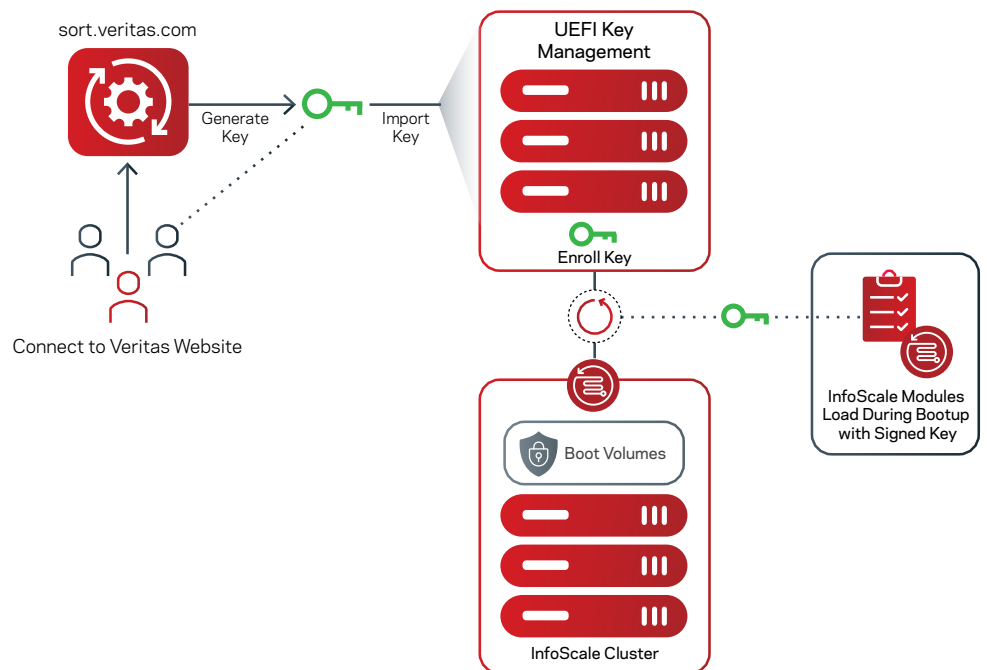 sort.veritas.com
UEFI Key
Management
Generate
Key
Import
Key
Enroll Key
Connect to Veritas Website
InfoScale Modules
Load During Bootup
with Signed Key
Boot Volumes
InfoScale Cluster